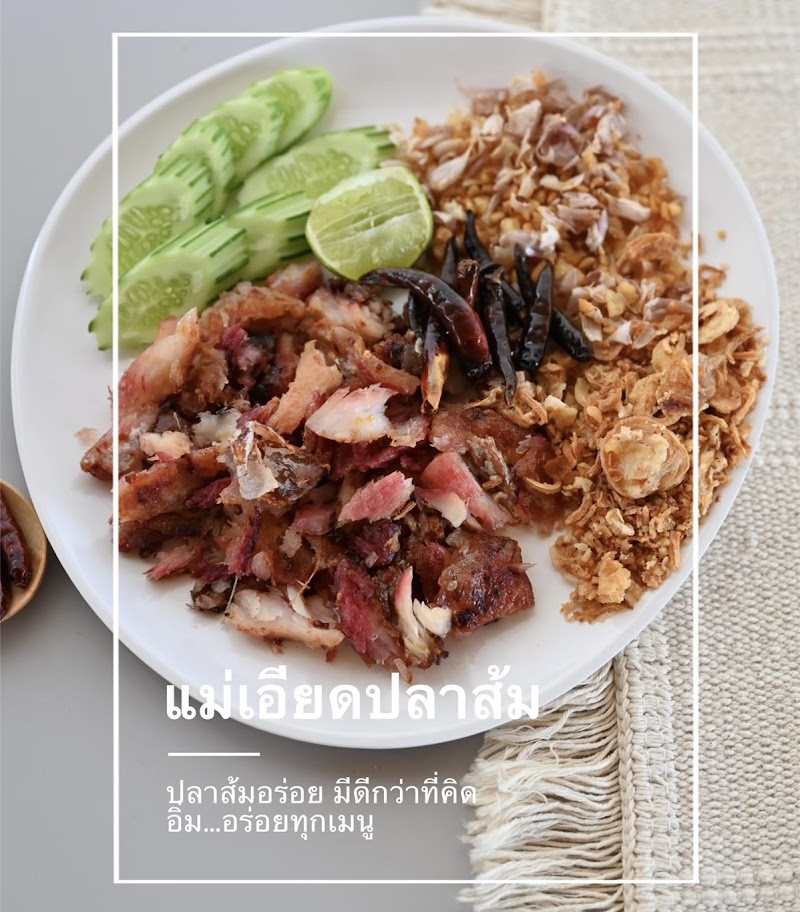 แม่เอียดปลาส้ม
ปลาส้มอร่อย มีดีกว่าที่คิด
อิ่ม...อร่อยทุกเมนู